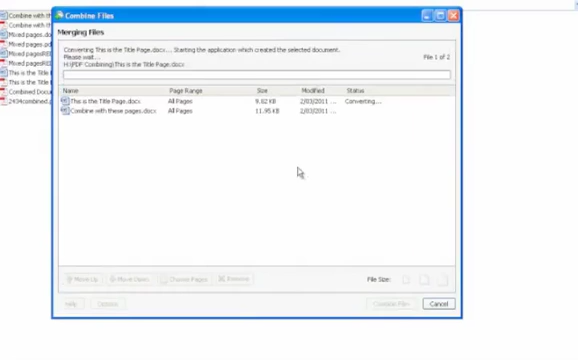 Combine with th
Combine with th
Mixed pages.docx
Mixed pages.pd
Mixed pagesRED
Mixed pagesRED
This is the Title
This is the Title
Combined Docu
2434combined.
Combine Files
Merging Files
Converting This is the Title Page.docx... Starting the application which created the selected document.
Please wait...
File 1 of 2
H:\PDF Combining\This is the Title Page.docx
Name Page Range Size Modified Status
This is the Title Page.docx All Pages 9.82 KB 2/03/2011 ... Converting...
Combine with these pages.docx All Pages 11.95 KB 2/03/2011 ...
Move Up Move Down Choose Pages Remove File Size:
Help Options Combine Files Cancel